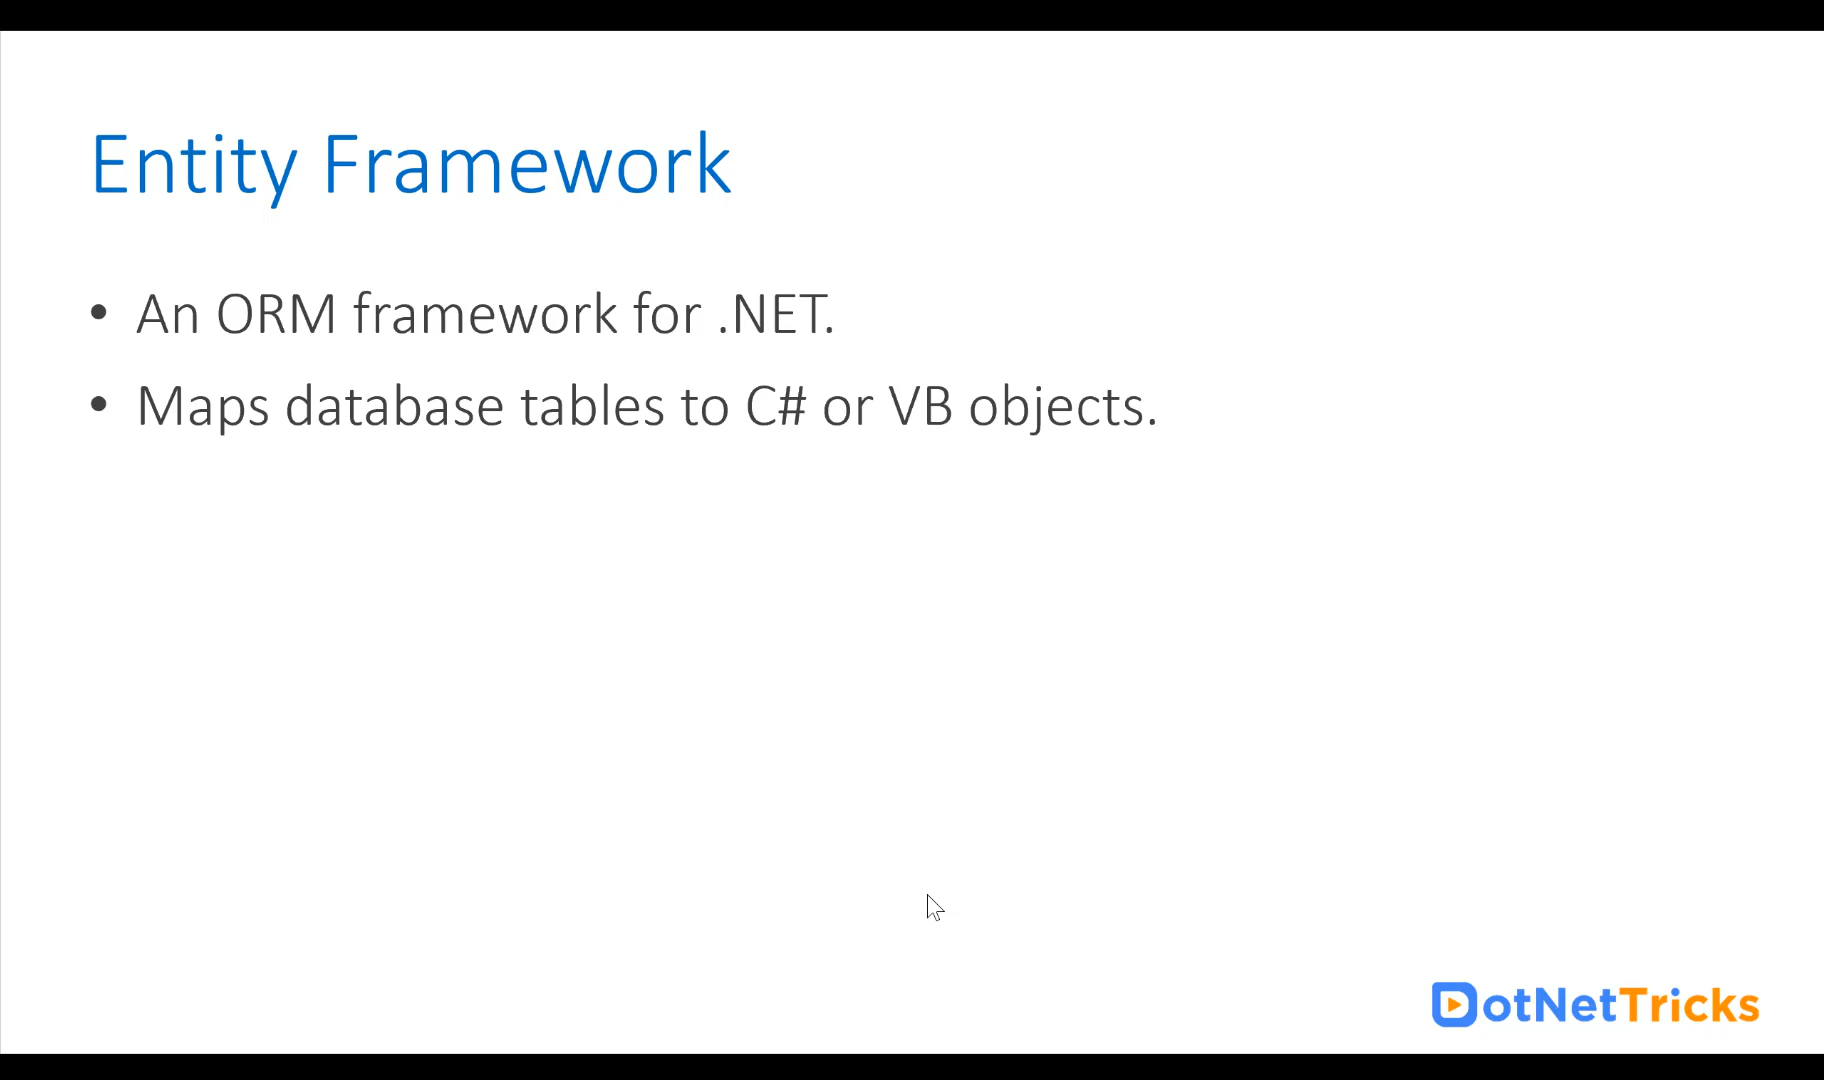 Entity Framework
• An ORM framework for .NET.
• Maps database tables to C# or VB objects.
DotNetTricks